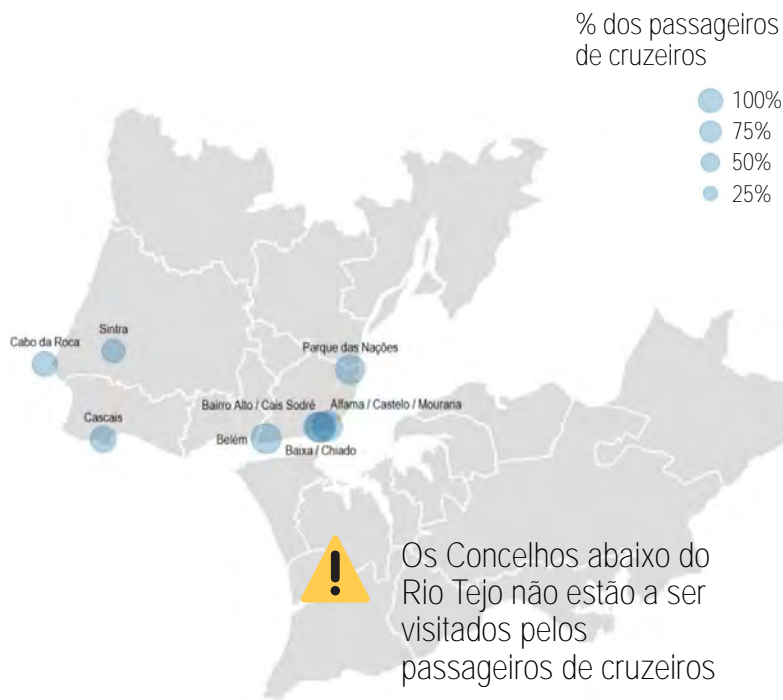 % dos passageiros
de cruzeiros
100%
75%
50%
25%
Cabo da Roca
Sintra
Parque das Nações
Bairro Alto / Cais Sodré
Alfama / Castelo / Mouraria
Cascais
Belém
Baixa / Chiado
Os Concelhos abaixo do
Rio Tejo não estão a ser
visitados pelos
passageiros de cruzeiros